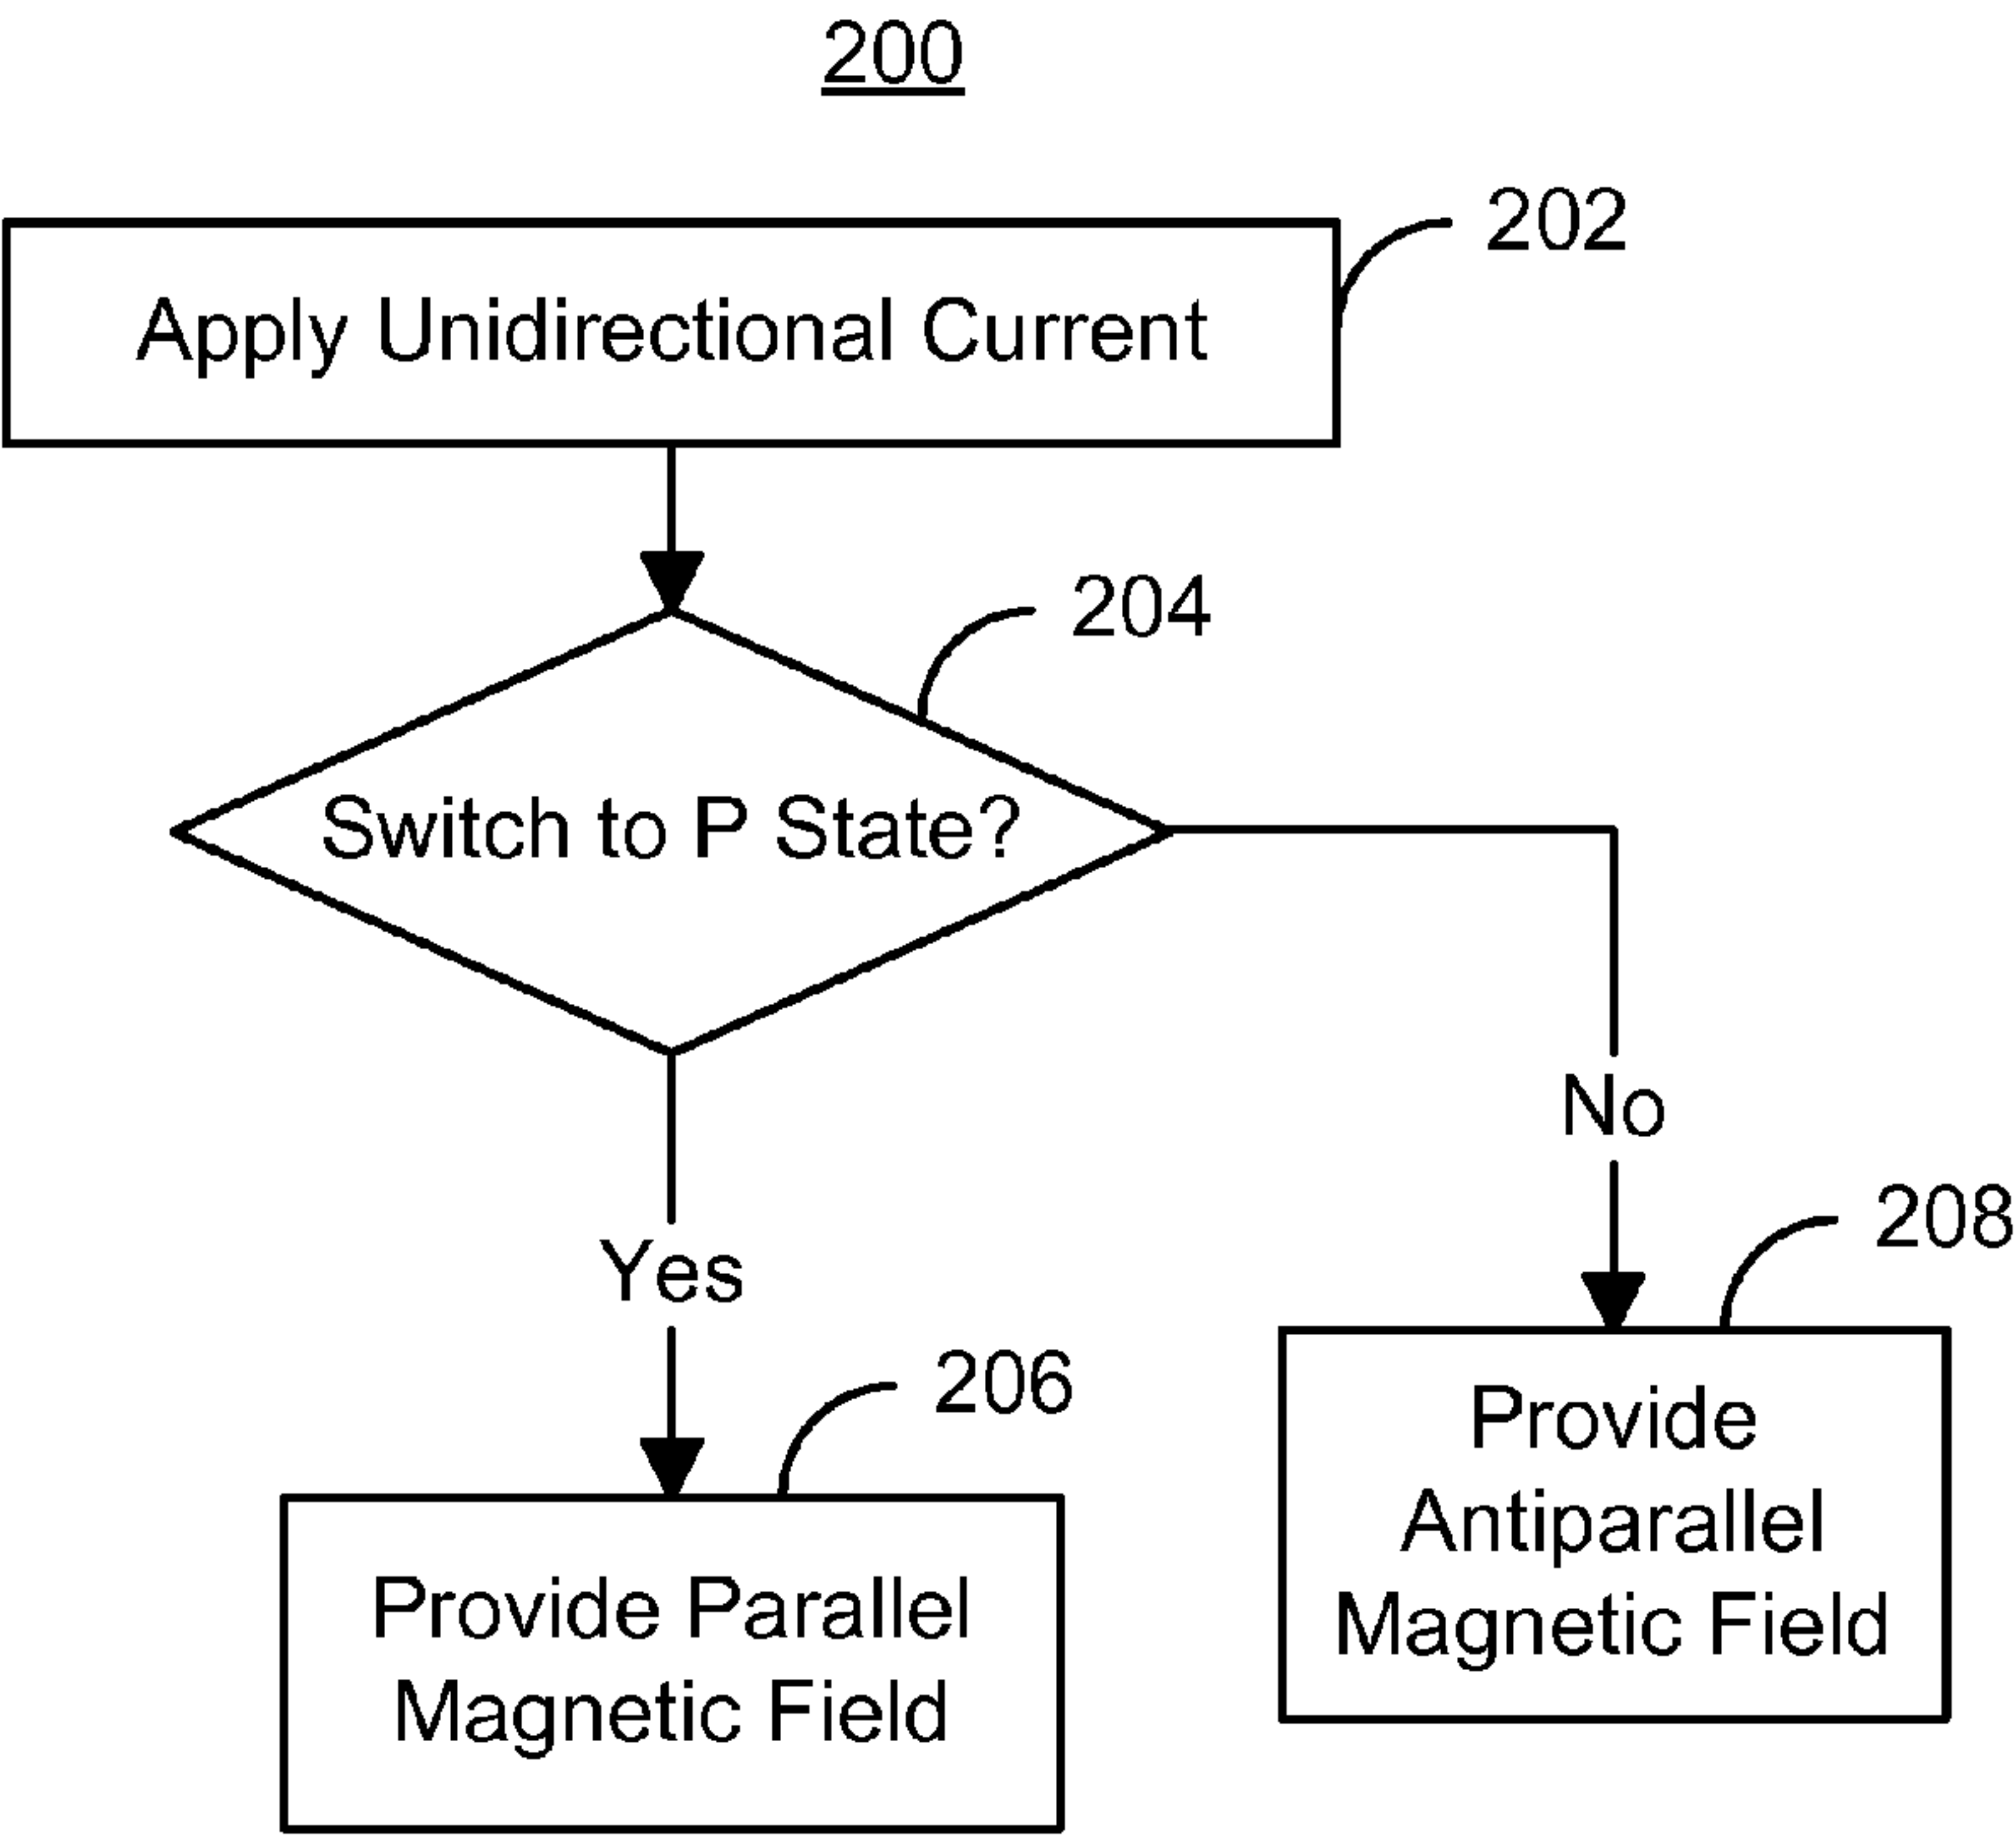 200
202
Apply Unidirectional Current
204
Switch to P State?
No
Yes
208
206
Provide
Antiparallel
Magnetic Field
Provide Parallel
Magnetic Field